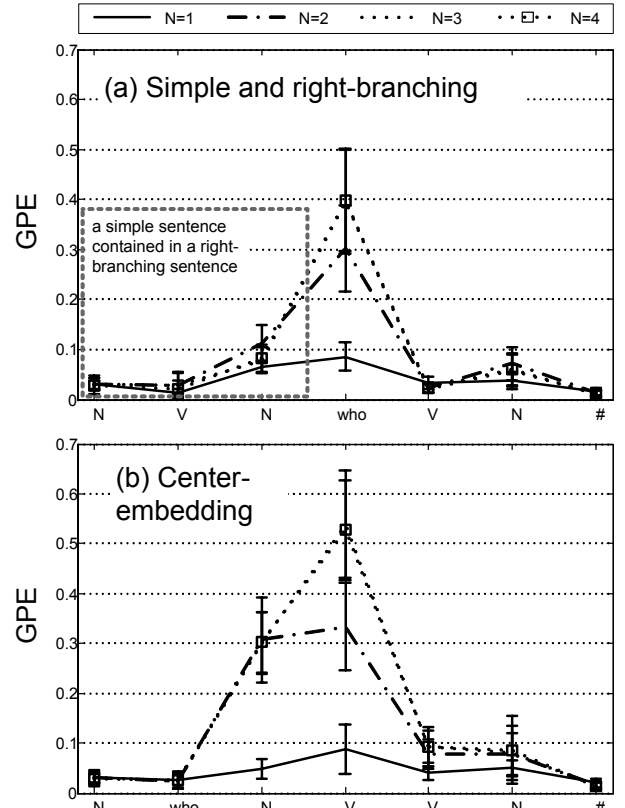 N=1 N=2 N=3 N=4
0.7
(a) Simple and right-branching
0.6
0.5
0.4
a simple sentence
contained in a right-
branching sentence
0.3
0.2
0.1
0
GPE
N V N who V N #
0.7
(b) Center-
embedding
0.6
0.5
0.4
0.3
0.2
0.1
0
GPE
N who N V V N #